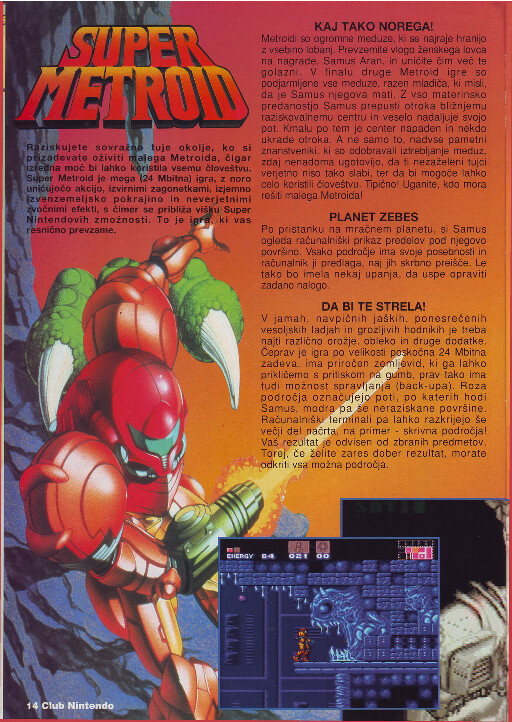 SUPER
METROID
Raziskujete sovražno tuje okolje, ko si
prizadevate oživiti malega Metroida, čigar
izredna moč bi lahko koristila vsemu človeštvu.
Super Metroid je mega (24 Mbitna) igra, z noro
uničujočo akcijo, izvirnimi zagonetkami, izjemno
izvenzemeljsko pokrajino in neverjetnimi
zvočnimi efekti, s čimer se približa višku Super
Nintendovih zmožnosti. To je igra, ki vas
resnično prevzame.
KAJ TAKO NOREGA!
Metroidi so ogromne meduze, ki se najraje hranijo
z vsebino lobanj. Prevzemite vlogo ženskega lovca
na nagrade, Samus Aran, in uničite čim več te
golazni. V finalu druge Metroid igre so
podjarmljene vse meduze, razen mladiča, ki misli,
da je Samus njegova mati. Z vso materinsko
predanostjo Samus prepusti otroka bližnjemu
raziskovalnemu centru in veselo nadaljuje svojo
pot. Kmalu po tem je center napaden in nekdo
ukrade otroka. A ne samo to, nadvse pametni
znanstveniki, ki so odobravali iztrebljanje meduz,
zdaj nenadoma ugotovijo, da ti nezaželeni tujci
verjetno niso tako slabi, ter da bi mogoče lahko
celo koristili človeštvu. Tipično! Uganite, kdo mora
rešiti malega Metroida!
PLANET ZEBES
Po pristanku na mračnem planetu, si Samus
ogleda računalniški prikaz predelov pod njegovo
površino. Vsako področje ima svoje posebnosti in
računalnik ji predlaga, naj jih skrbno preišče. Le
tako bo imela nekaj upanja, da uspe opraviti
zadano nalogo.
DA BI TE STRELA!
V jamah, navpičnih jaških, ponesrečenih
vesoljskih ladjah in grozljivih hodnikih je treba
najti različno orožje, obleko in druge dodatke.
Čeprav je igra po velikosti poskočna 24 Mbitna
zadeva, ima priročen zemljevid, ki ga lahko
prikličemo s pritiskom na gumb, prav tako ima
tudi možnost spravljanja (back-upa). Roza
področja označujejo poti, po katerih hodi
Samus, modra pa še neraziskane površine.
Računalniški terminali pa lahko razkrijejo še
večji del načrta, na primer - skrivna področja!
Vaš rezultat je odvisen od zbranih predmetov.
Torej, če želite zares dober rezultat, morate
odkriti vsa možna področja.
ENERGY 64 021 00
14 Club Nintendo